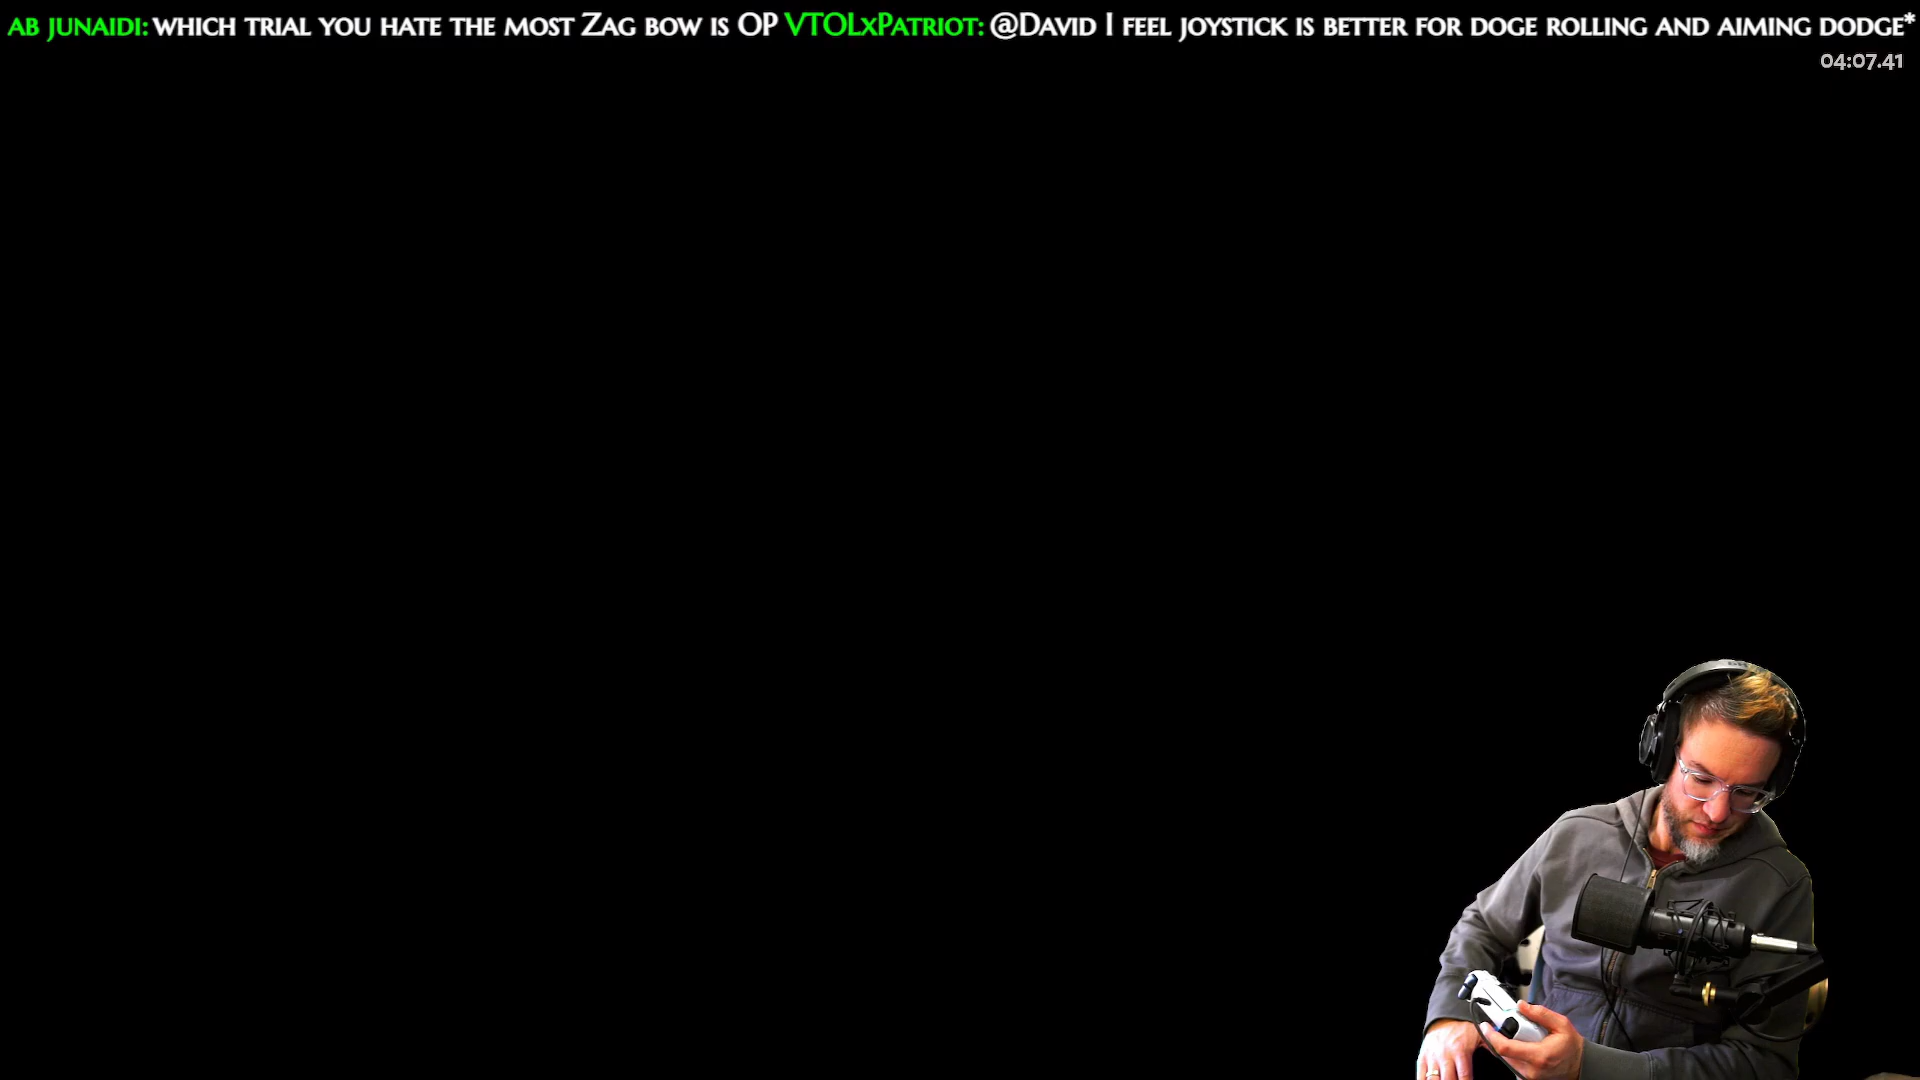 ab junaidi: which trial you hate the most Zag bow is OP VTOLxPatriot: @David I feel joystick is better for doge rolling and aiming dodge*
04:07.41